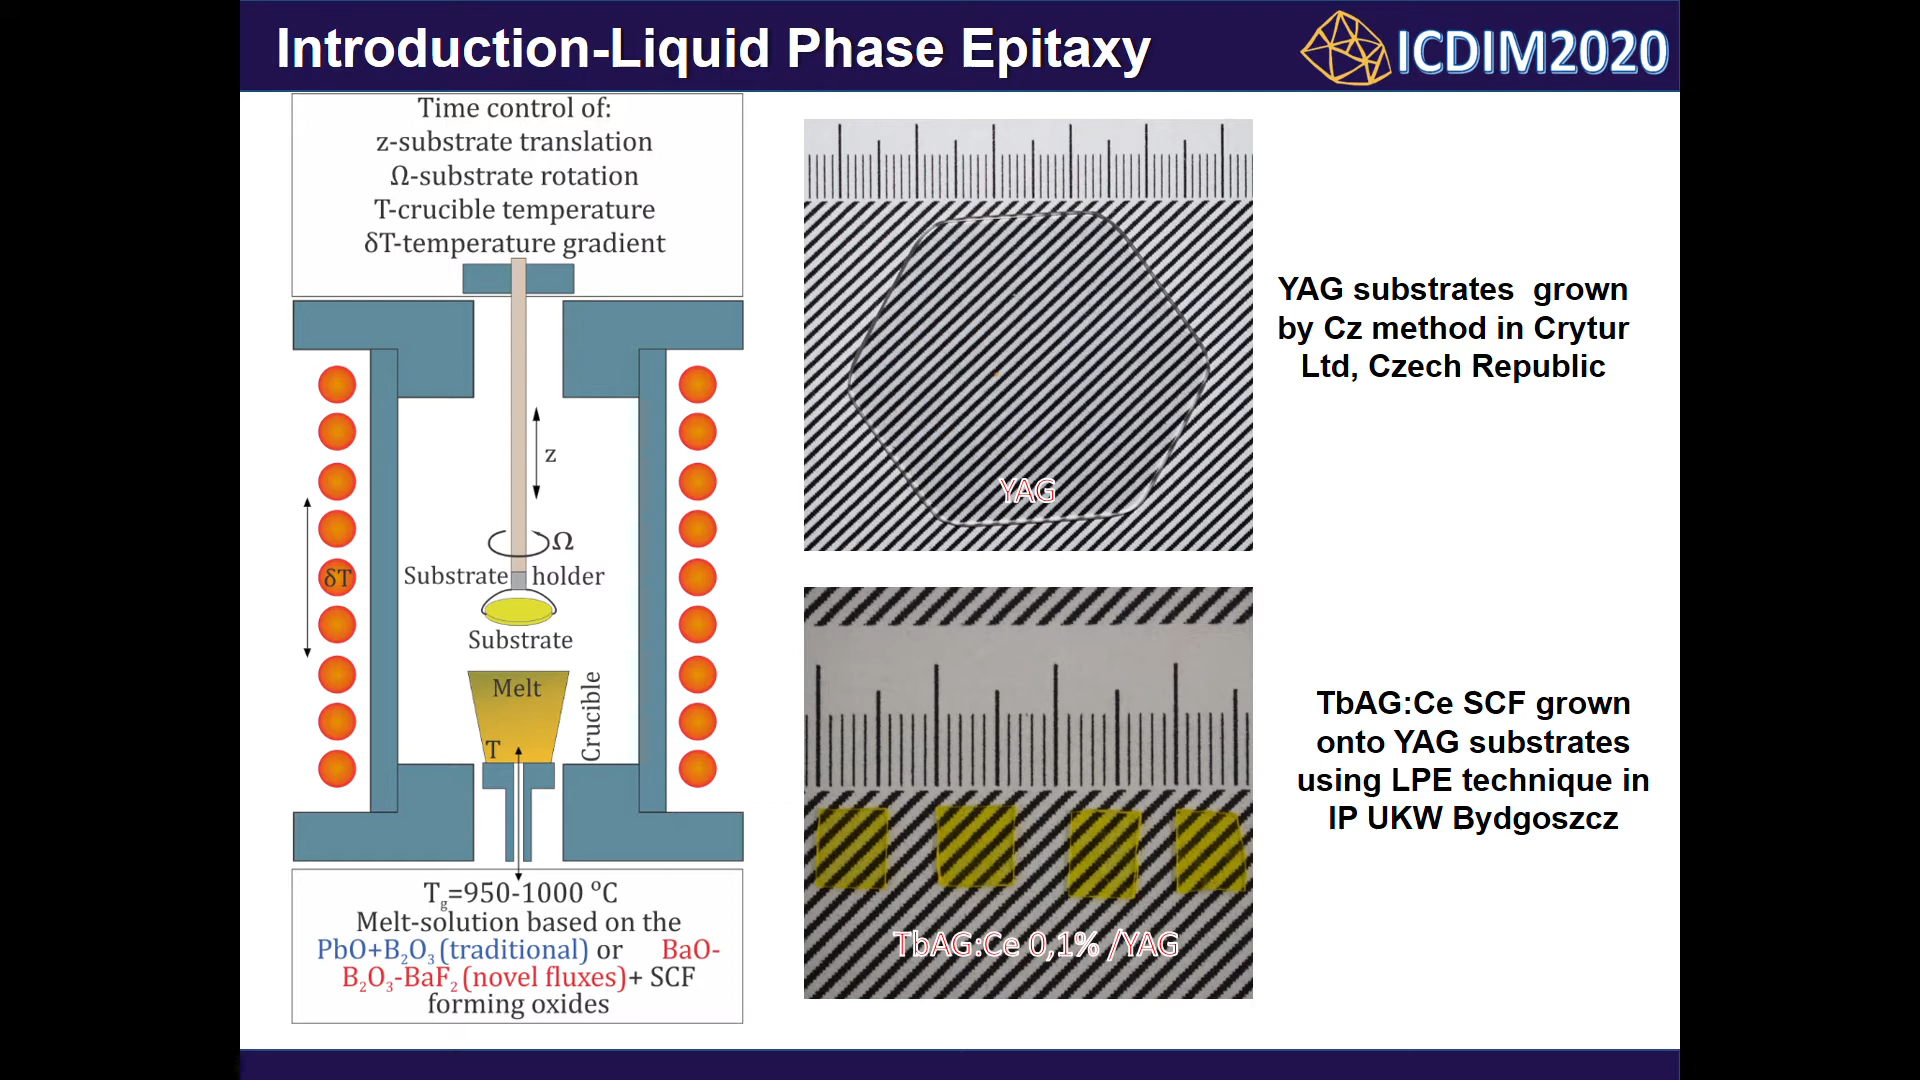 Introduction-Liquid Phase Epitaxy
ICDIM2020
Time control of:
z-substrate translation
Ω-substrate rotation
T-crucible temperature
δT-temperature gradient
z
Ω
δT
Substrate holder
Substrate
Melt
T
Crucible
Tg=950-1000 ⁰C
Melt-solution based on the
PbO+B₂O₃ (traditional) or BaO-
B₂O₃-BaF₂ (novel fluxes)+ SCF
forming oxides
YAG
YAG substrates grown
by Cz method in Crytur
Ltd, Czech Republic
TbAG:Ce 0,1% /YAG
TbAG:Ce SCF grown
onto YAG substrates
using LPE technique in
IP UKW Bydgoszcz